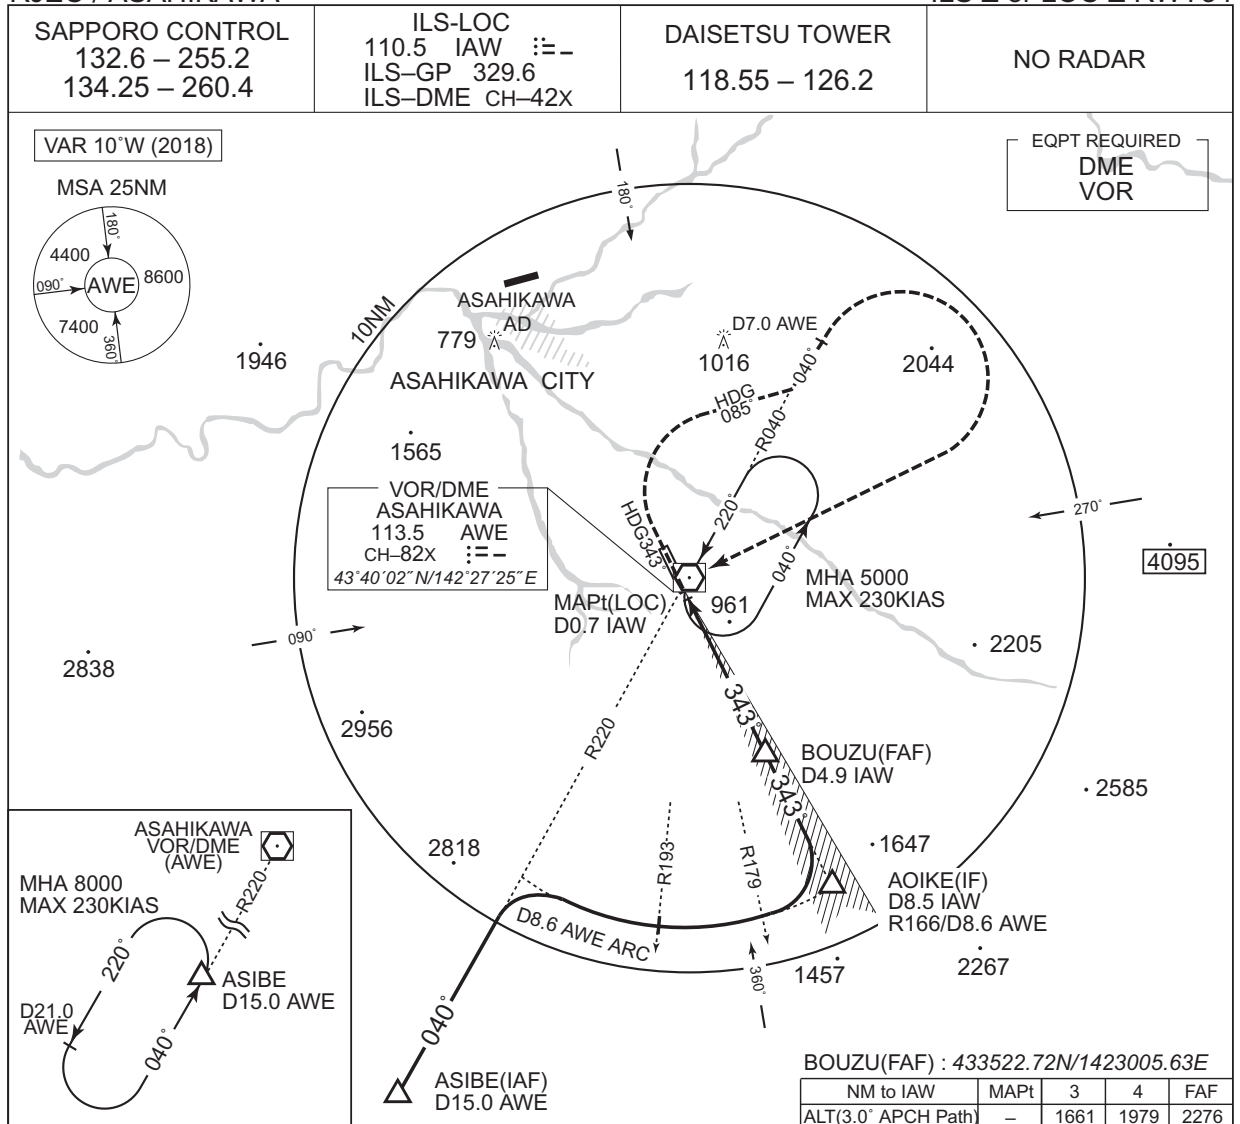 SAPPORO CONTROL
132.6 – 255.2
134.25 – 260.4
ILS-LOC
110.5 IAW
ILS–GP 329.6
ILS–DME CH–42X
DAISETSU TOWER
118.55 – 126.2
NO RADAR
VAR 10˚W (2018)
MSA 25NM
180˚
4400
090˚
AWE
8600
7400
360˚
EQPT REQUIRED
DME
VOR
180˚
10NM
ASAHIKAWA
AD
779
ASAHIKAWA CITY
1946
D7.0 AWE
1016
040˚
2044
HDG
085˚
R040
1565
VOR/DME
ASAHIKAWA
113.5 AWE
CH–82X
43˚40´02˝N/142˚27´25˝E
HDG343˚
220˚
040˚
270˚
4095
MHA 5000
MAX 230KIAS
MAPt(LOC)
D0.7 IAW
961
090˚
2205
2838
343˚
2956
R220
BOUZU(FAF)
D4.9 IAW
343˚
2585
2818
R193
R179
1647
AOIKE(IF)
D8.5 IAW
R166/D8.6 AWE
D8.6 AWE ARC
360˚
1457
2267
040˚
ASIBE(IAF)
D15.0 AWE
ASAHIKAWA
VOR/DME
(AWE)
MHA 8000
MAX 230KIAS
R220
220˚
ASIBE
D15.0 AWE
D21.0
AWE
040˚
BOUZU(FAF) : 433522.72N/1423005.63E
NM to IAW MAPt 3 4 FAF
ALT(3.0˚ APCH Path) – 1661 1979 2276